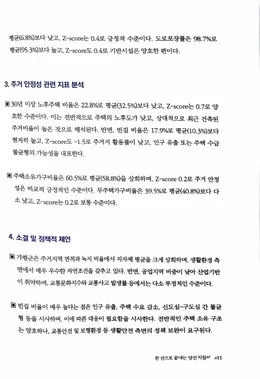 평균(6.8%)보다 낮고, Z-score는 0.4로 긍정적 수준이다. 도로포장률은 98.7%로
평균(95.3%)보다 높고, Z-score도 0.4로 기반시설은 양호한 편이다.
3. 주거 안정성 관련 지표 분석
30년 이상 노후주택 비율은 22.8%로 평균(32.5%)보다 낮고, Z-score는 0.7로 양
호한 수준이다. 이는 전반적으로 주택의 노후도가 낮고, 상대적으로 최근 건축된
주거비율이 높은 것으로 해석된다. 반면, 빈집 비율은 17.9%로 평균(10.3%)보다
현저히 높고, Z-score도 -1.5로 주거지 활용률이 낮고, 인구 유출 또는 주택 수급
불균형의 가능성을 내포한다.
주택소유가구비율은 60.5%로 평균(58.8%)을 상회하며, Z-score 0.2로 주거 안정
성은 비교적 긍정적인 수준이다. 무주택가구비율은 39.5%로 평균(40.8%)보다 다
소 낮고, Z-score는 0.2로 보통 수준이다.
4. 소결 및 정책적 제언
가평군은 주거지역 면적과 녹지 비율에서 지자체 평균을 크게 상회하며, 생활환경 측
면에서 매우 우수한 자연조건을 갖추고 있다. 반면, 공업지역 비중이 낮아 산업기반
이 취약하며, 교통문화지수와 교통사고 발생률 등에서는 다소 부정적인 수준이다.
빈집 비율이 매우 높다는 점은 인구 유출, 주택 수요 감소, 신도심-구도심 간 불균
형 등을 시사하며, 이에 따른 대응이 필요함을 시사한다. 전반적인 주택 소유 구조
는 양호하나, 교통안전 및 보행환경 등 생활안전 측면의 정책 보완이 요구된다.
한 권으로 끝내는 당선 지침서